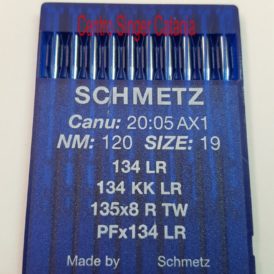 Centro Singer Catania
SCHMETZ
Canu: 20:05 AX1
NM: 120 SIZE: 19
134 LR
134 KK LR
135x8 R TW
PFx134 LR
Made by Schmetz